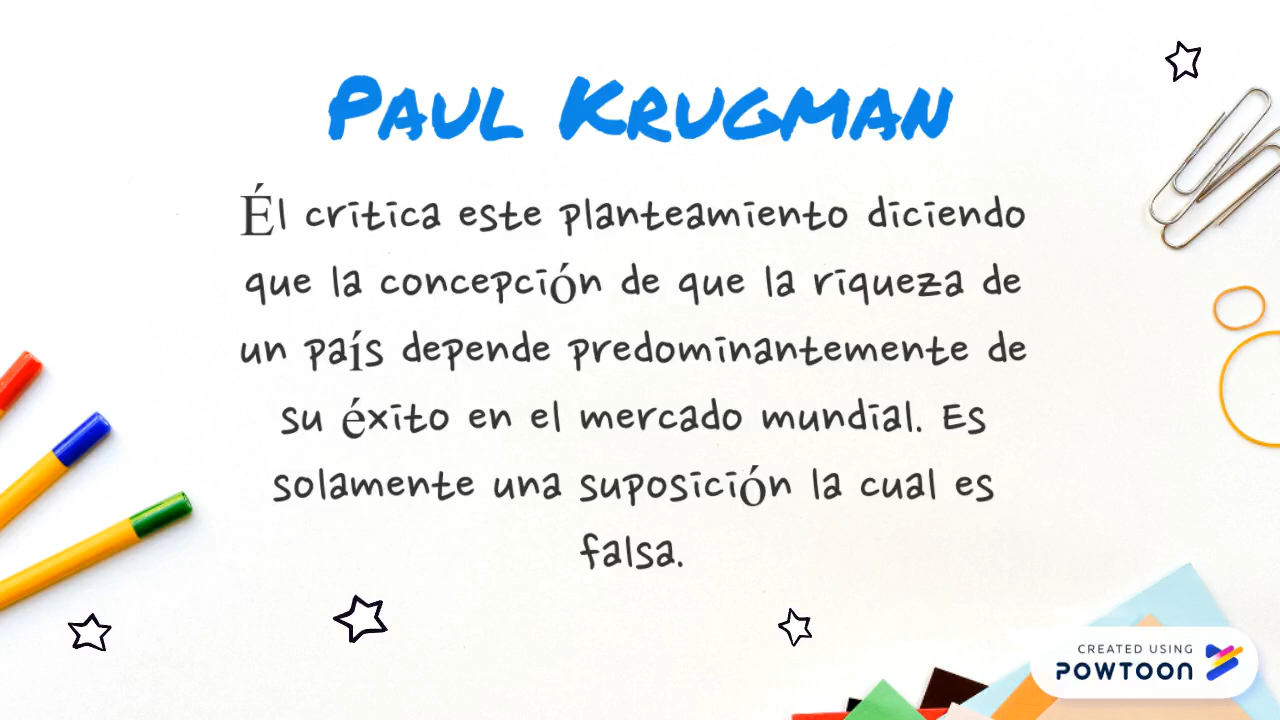 PAUL KRUGMAN
Él critica este planteamiento diciendo
que la concepción de que la riqueza de
un país depende predominantemente de
su éxito en el mercado mundial. Es
solamente una suposición la cual es
falsa.
CREATED USING
POWTOON